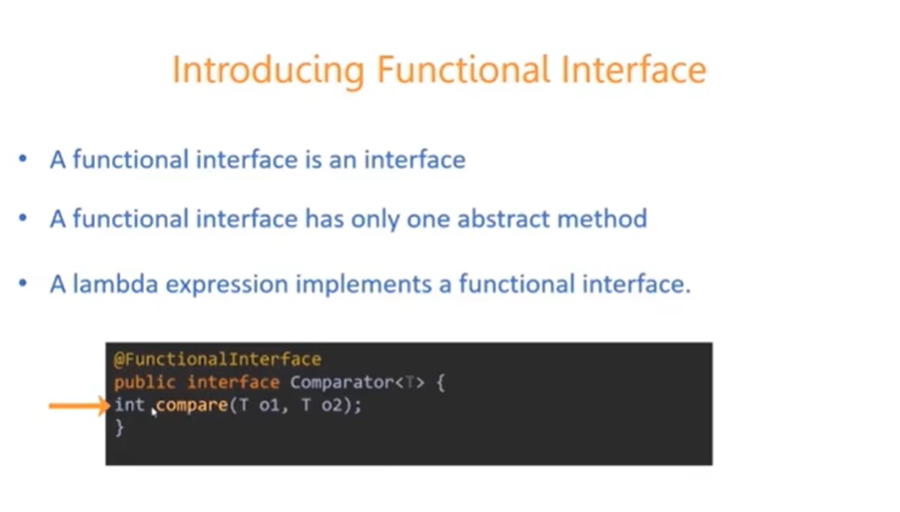 Introducing Functional Interface
• A functional interface is an interface
• A functional interface has only one abstract method
• A lambda expression implements a functional interface.
@FunctionalInterface
public interface Comparator<T> {
int compare(T o1, T o2);
}